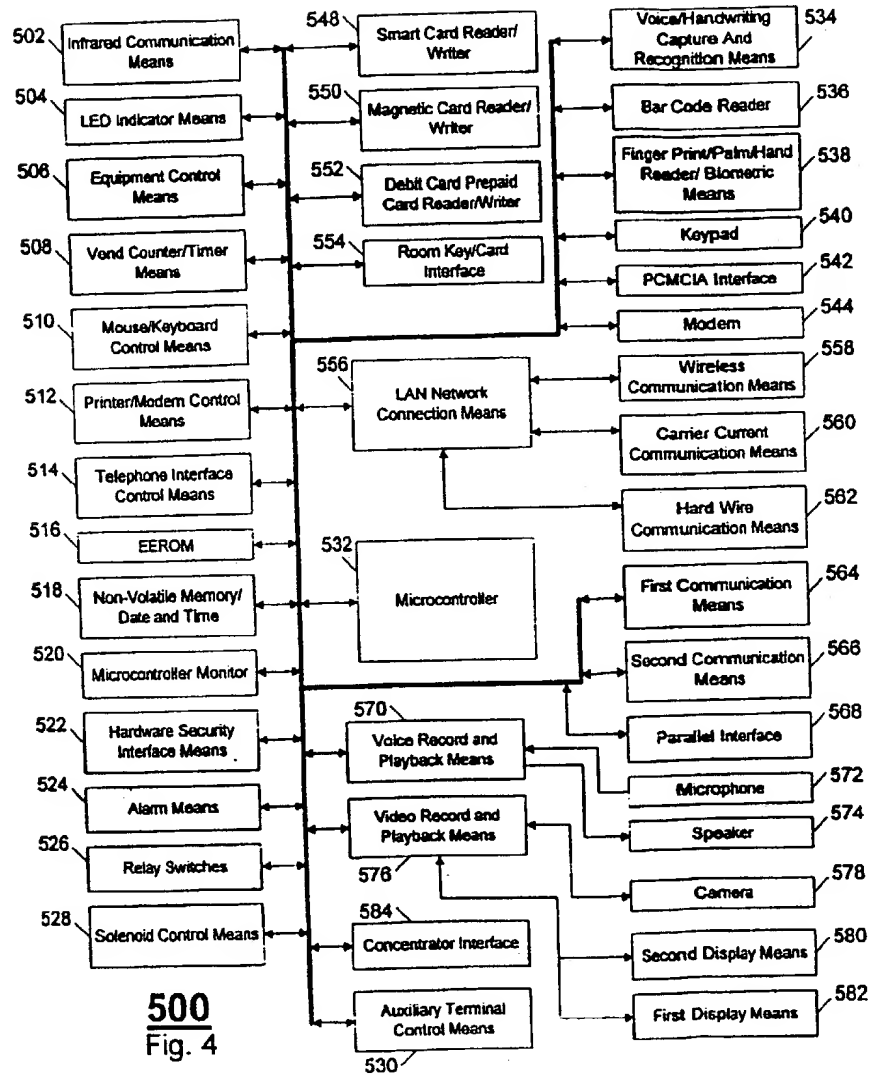 502
Infrared Communication
Means
504
LED Indicator Means
506
Equipment Control
Means
508
Vend Counter/Timer
Means
510
Mouse/Keyboard
Control Means
512
Printer/Modem Control
Means
514
Telephone Interface
Control Means
516
EEROM
518
Non-Volatile Memory/
Date and Time
520
Microcontroller Monitor
522
Hardware Security
Interface Means
524
Alarm Means
526
Relay Switches
528
Solenoid Control Means
548
Smart Card Reader/
Writer
550
Magnetic Card Reader/
Writer
552
Debit Card Prepaid
Card Reader/Writer
554
Room Key/Card
Interface
556
LAN Network
Connection Means
532
Microcontroller
570
Voice Record and
Playback Means
Video Record and
Playback Means
576
584
Concentrator Interface
Auxiliary Terminal
Control Means
530
Voice/Handwriting
Capture And
Recognition Means
534
Bar Code Reader
536
Finger Print/Palm/Hand
Reader/ Biometric
Means
538
Keypad
540
PCMCIA Interface
542
Modem
544
Wireless
Communication Means
558
Carrier Current
Communication Means
560
Hard Wire
Communication Means
562
First Communication
Means
564
Second Communication
Means
566
Parallel Interface
568
Microphone
572
Speaker
574
Camera
578
Second Display Means
580
First Display Means
582
500
Fig. 4